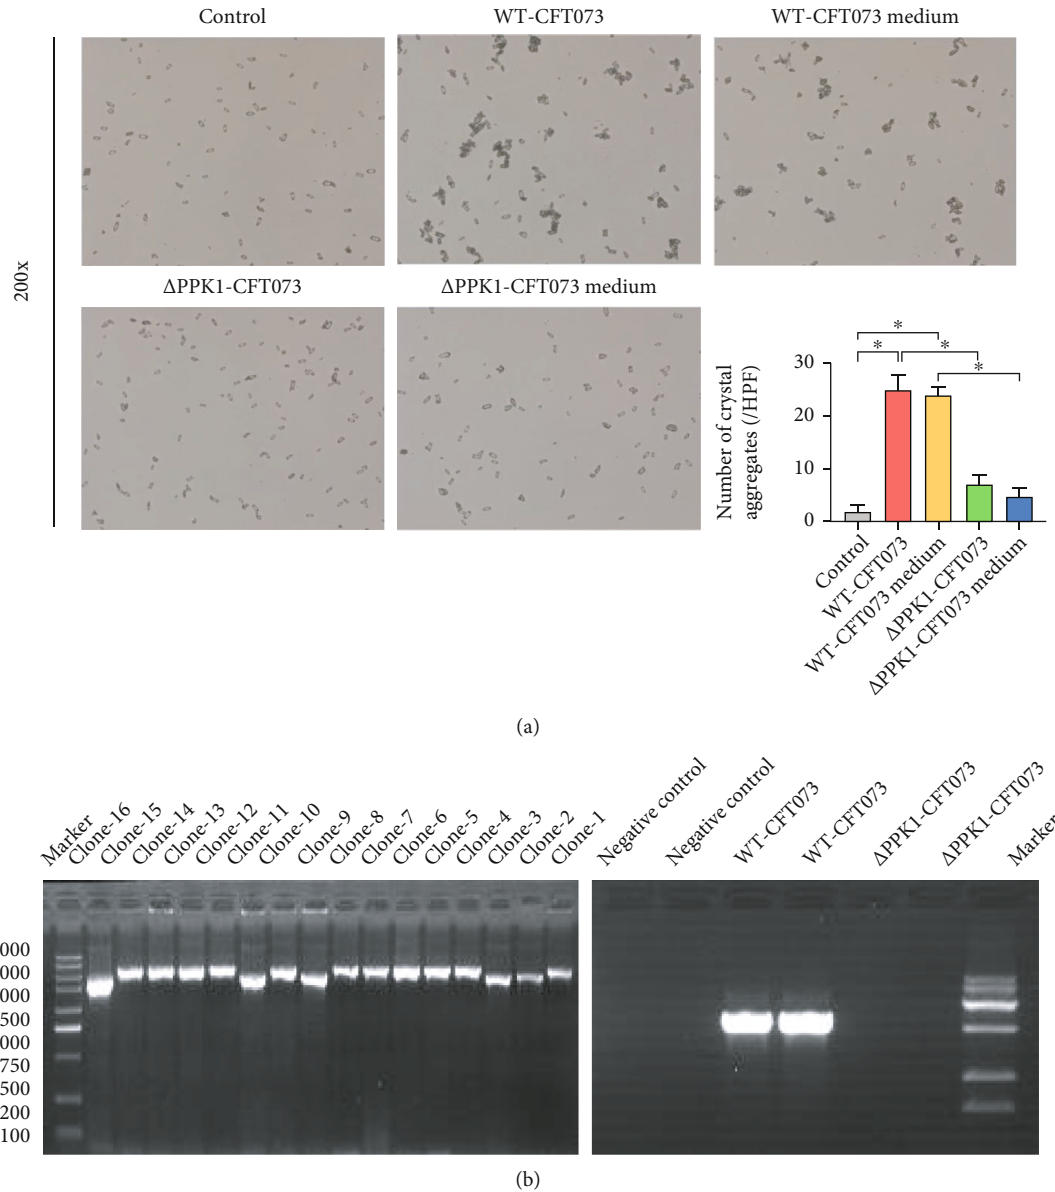 Control
WT-CFT073
WT-CFT073 medium
200x
ΔPPK1-CFT073
ΔPPK1-CFT073 medium
Number of crystal
aggregates (/HPF)
30
20
10
0
*
*
*
*
Control
WT-CFT073
WT-CFT073 medium
ΔPPK1-CFT073
ΔPPK1-CFT073 medium
(a)
Marker
Clone-16
Clone-15
Clone-14
Clone-13
Clone-12
Clone-11
Clone-10
Clone-9
Clone-8
Clone-7
Clone-6
Clone-5
Clone-4
Clone-3
Clone-2
Clone-1
Negative control
Negative control
WT-CFT073
WT-CFT073
ΔPPK1-CFT073
ΔPPK1-CFT073
Marker
000
000
000
500
000
750
500
200
100
(b)